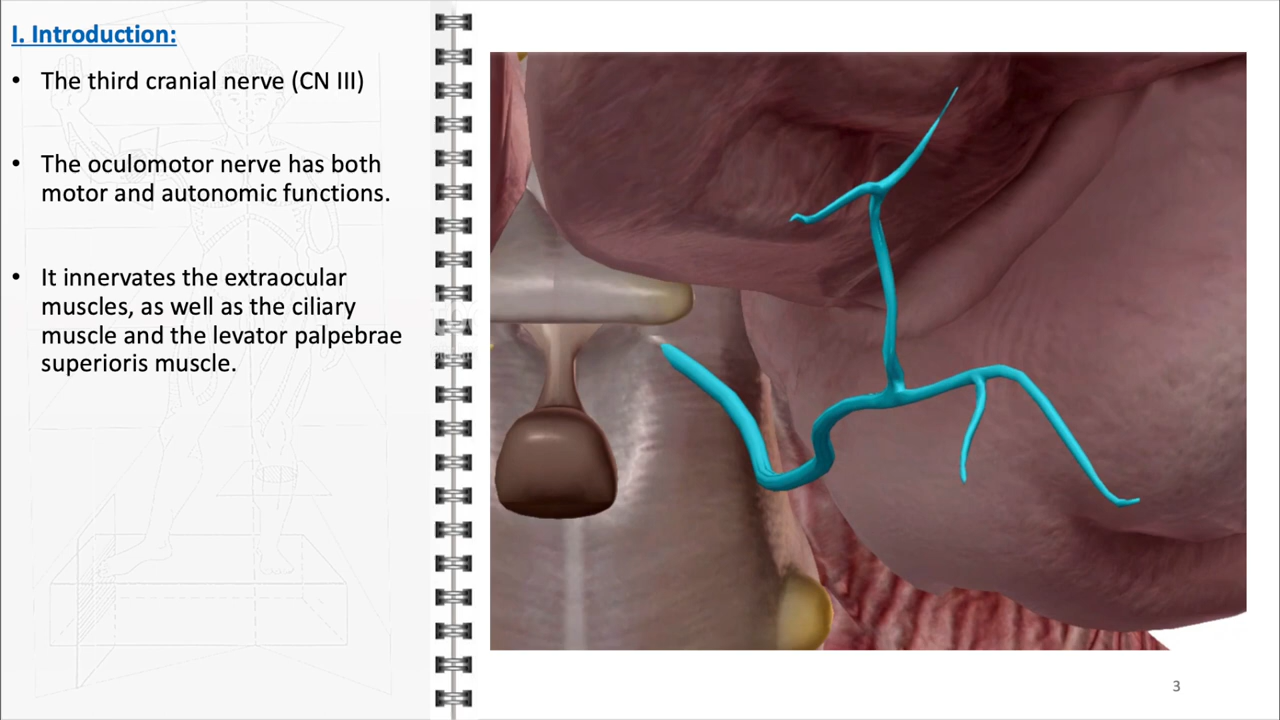 I. Introduction:
• The third cranial nerve (CN III)
• The oculomotor nerve has both
motor and autonomic functions.
• It innervates the extraocular
muscles, as well as the ciliary
muscle and the levator palpebrae
superioris muscle.
3